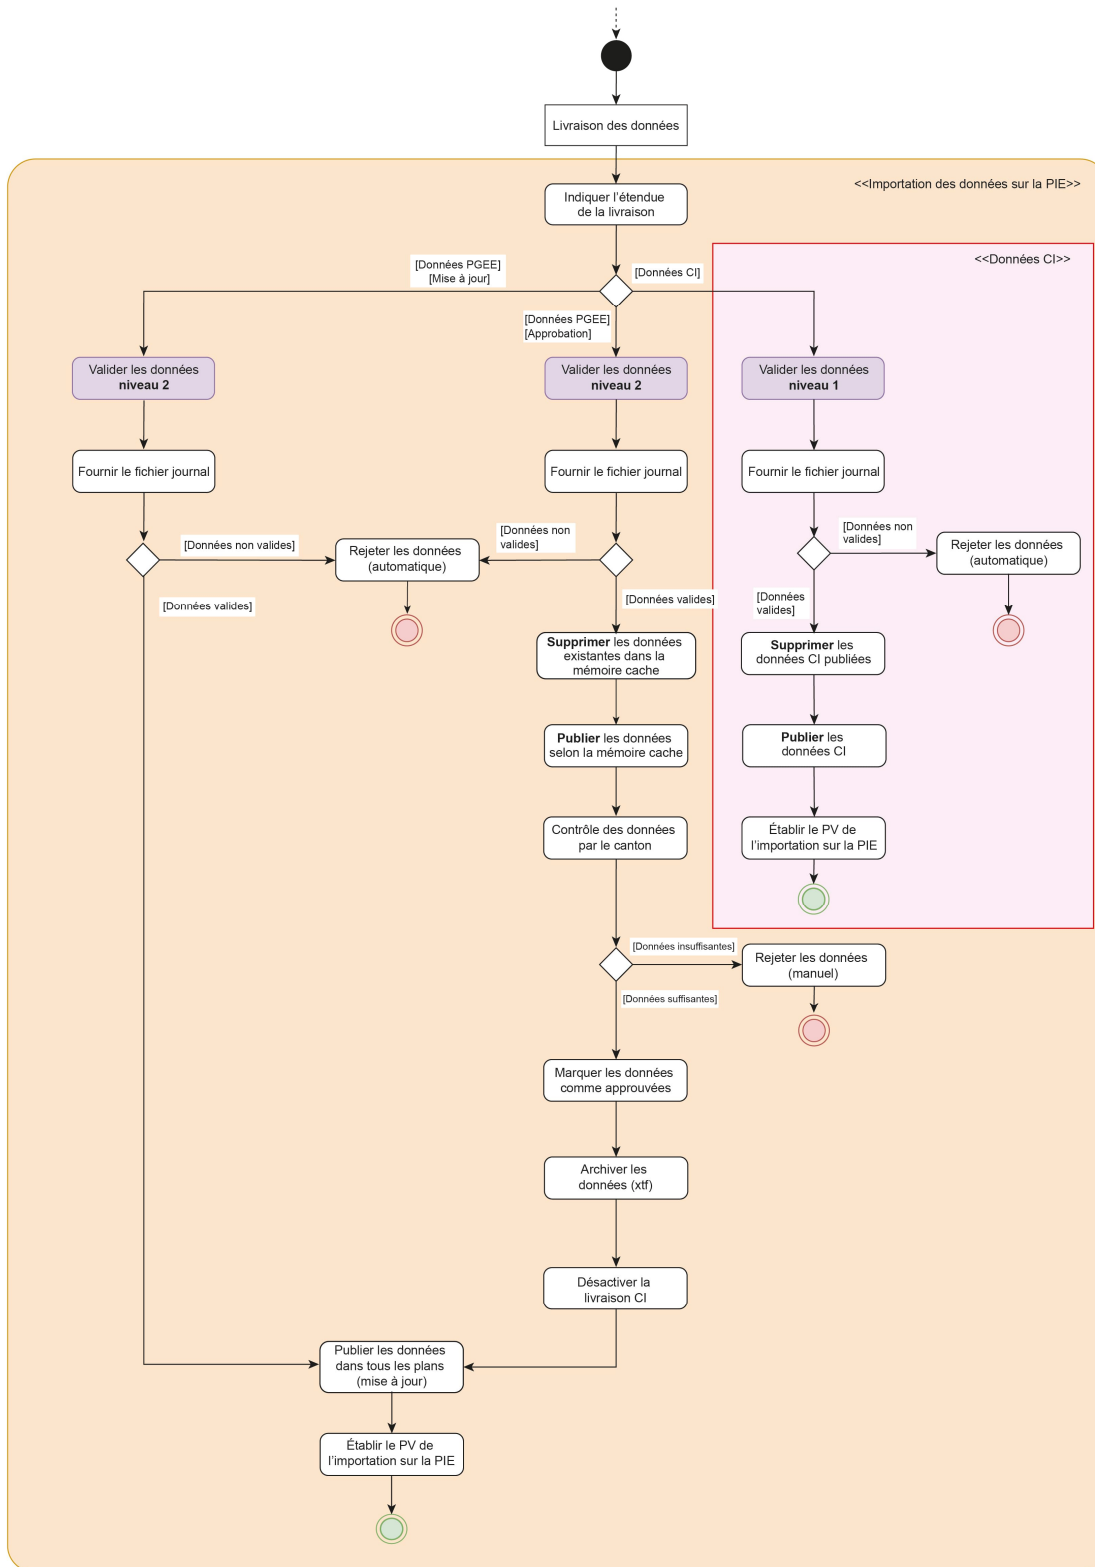 Livraison des données
<<Importation des données sur la PIE>>
Indiquer l'étendue
de la livraison
<<Données CI>>
[Données PGEE]
[Mise à jour]
[Données CI]
[Données PGEE]
[Approbation]
Valider les données
niveau 2
Valider les données
niveau 2
Valider les données
niveau 1
Fournir le fichier journal
Fournir le fichier journal
Fournir le fichier journal
[Données non valides]
Rejeter les données
(automatique)
[Données non
valides]
[Données non
valides]
Rejeter les données
(automatique)
[Données valides]
[Données valides]
[Données
valides]
Supprimer les données
existantes dans la
mémoire cache
Supprimer les
données CI publiées
Publier les données
selon la mémoire cache
Publier les
données CI
Contrôle des données
par le canton
Établir le PV de
l'importation sur la PIE
[Données insuffisantes]
Rejeter les données
(manuel)
[Données suffisantes]
Marquer les données
comme approuvées
Archiver les
données (xtf)
Désactiver la
livraison CI
Publier les données
dans tous les plans
(mise à jour)
Établir le PV de
l'importation sur la PIE